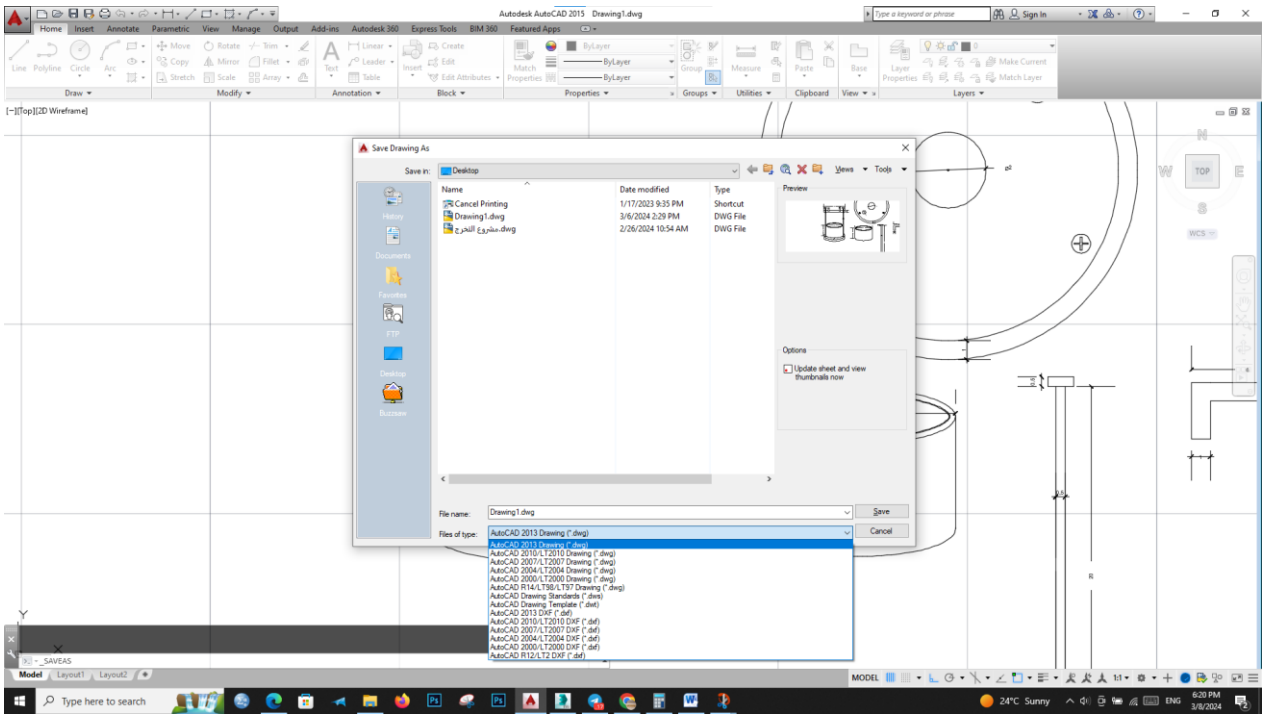 Autodesk AutoCAD 2015 Drawing1.dwg
Type a keyword or phrase
Sign In
Home Insert Annotate Parametric View Manage Output Add-ins Autodesk 360 Express Tools BIM 360 Featured Apps
Line Polyline Circle Arc
Move Rotate Trim
Copy Mirror Fillet
Stretch Scale Array
Text Linear
Leader
Table
Insert Create
Edit
Edit Attributes
Match Properties
ByLayer
ByLayer
ByLayer
Group
Measure
Paste
Base
Layer Properties
0
Make Current
Match Layer
Draw Modify Annotation Block Properties Groups Utilities Clipboard View Layers
[-][Top][2D Wireframe]
N
W TOP E
S
WCS
Save Drawing As
Save in: Desktop
Views Tools
History
Documents
Favorites
FTP
Desktop
Buzzsaw
Name Date modified Type
Cancel Printing 1/17/2023 9:35 PM Shortcut
Drawing1.dwg 3/6/2024 2:29 PM DWG File
مشروع التخرج.dwg 2/26/2024 10:54 AM DWG File
Preview
Options
Update sheet and view thumbnails now
File name: Drawing1.dwg
Save
Files of type: AutoCAD 2013 Drawing (*.dwg)
Cancel
AutoCAD 2013 Drawing (*.dwg)
AutoCAD 2010/LT2010 Drawing (*.dwg)
AutoCAD 2007/LT2007 Drawing (*.dwg)
AutoCAD 2004/LT2004 Drawing (*.dwg)
AutoCAD 2000/LT2000 Drawing (*.dwg)
AutoCAD R14/LT98/LT97 Drawing (*.dwg)
AutoCAD Drawing Standards (*.dws)
AutoCAD Drawing Template (*.dwt)
AutoCAD 2013 DXF (*.dxf)
AutoCAD 2010/LT2010 DXF (*.dxf)
AutoCAD 2007/LT2007 DXF (*.dxf)
AutoCAD 2004/LT2004 DXF (*.dxf)
AutoCAD 2000/LT2000 DXF (*.dxf)
AutoCAD R12/LT2 DXF (*.dxf)
Y
X
_SAVEAS
Model Layout1 Layout2
MODEL
1:1
Type here to search
24°C Sunny
ENG
6:20 PM
3/8/2024